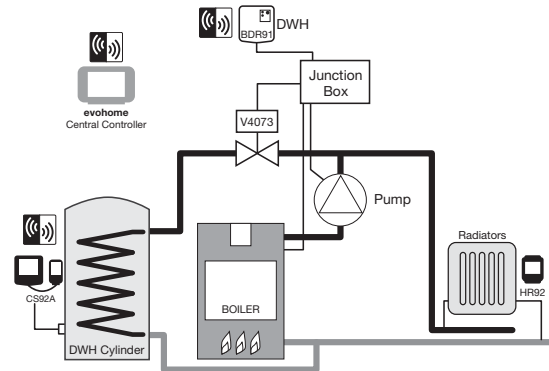 DWH
BDR91
Junction
Box
evohome
Central Controller
V4073
Pump
Radiators
HR92
CS92A
BOILER
DWH Cylinder